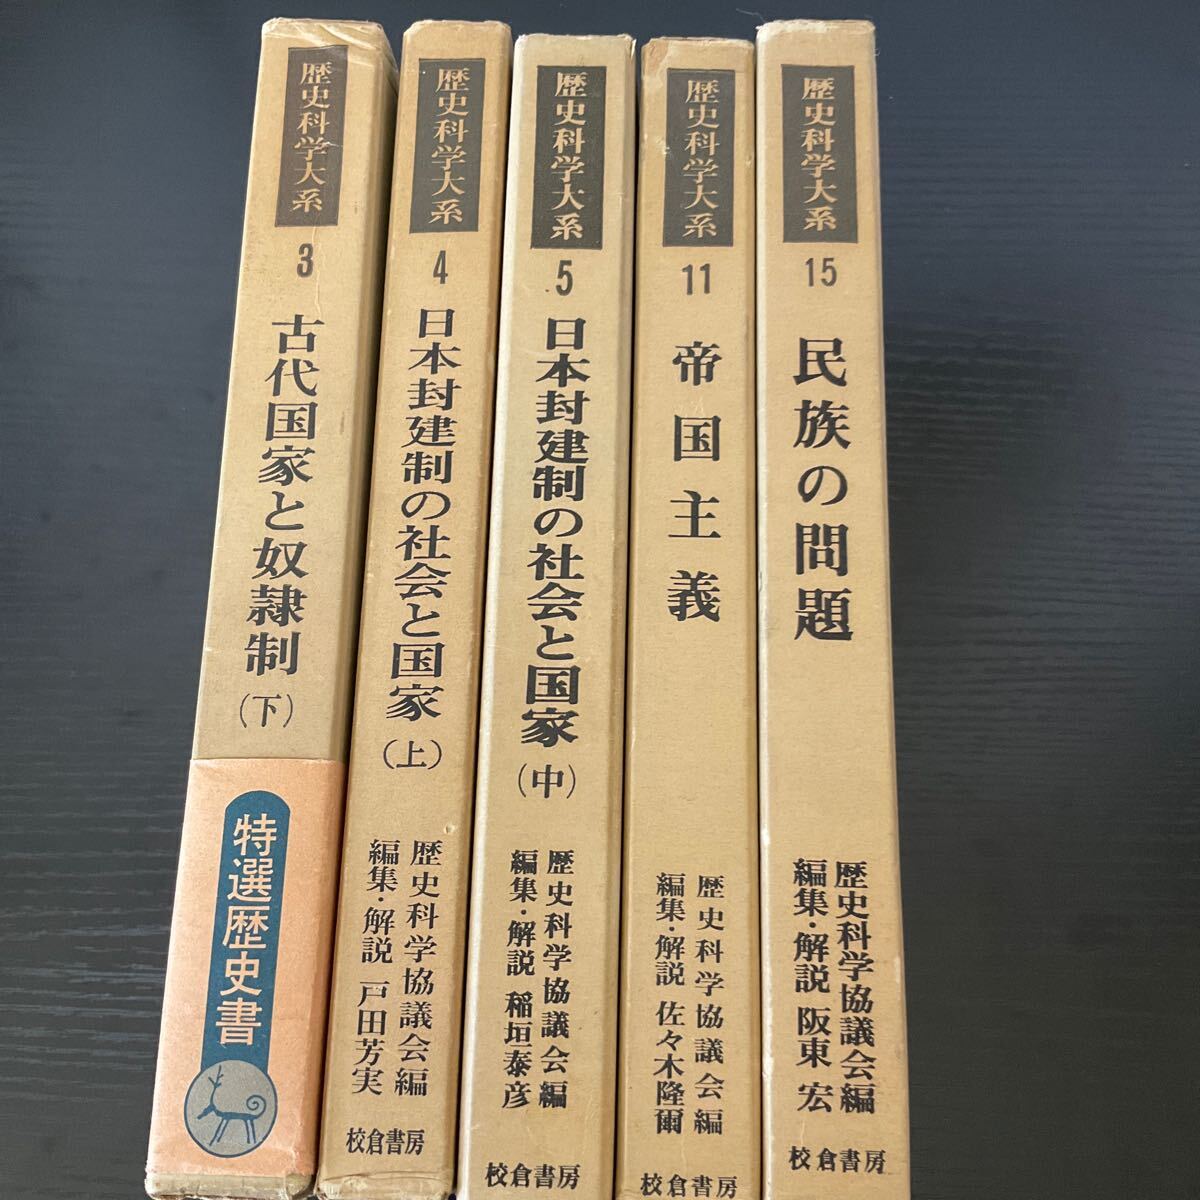 歴史科学大系
3
古代国家と奴隷制
(下)
特選歴史書
歴史科学大系
4
日本封建制の社会と国家
(上)
歴史科学協議会編
編集・解説 戸田芳実
校倉書房
歴史科学大系
5
日本封建制の社会と国家
(中)
歴史科学協議会編
編集・解説 稲垣泰彦
校倉書房
歴史科学大系
11
帝国主義
歴史科学協議会編
編集・解説 佐々木隆爾
校倉書房
歴史科学大系
15
民族の問題
歴史科学協議会編
編集・解説 阪東 宏
校倉書房